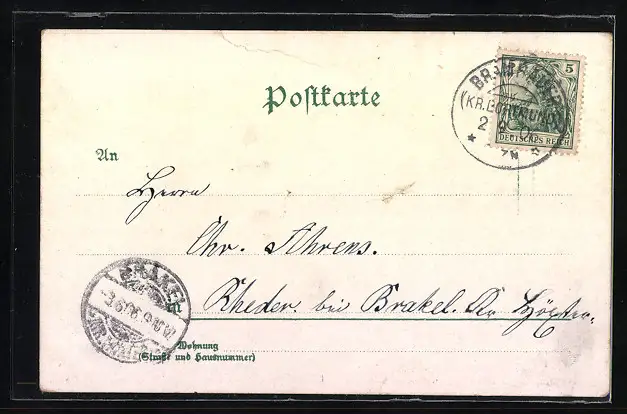 Postkarte
5
DEUTSCHES REICH
(KR. DORTMUND)
An
Herrn
Chr. Ahrens.
BRAKEL
in Rheder. bei Brakel. Kr Höxter.
Wohnung
(Straße und Hausnummer)